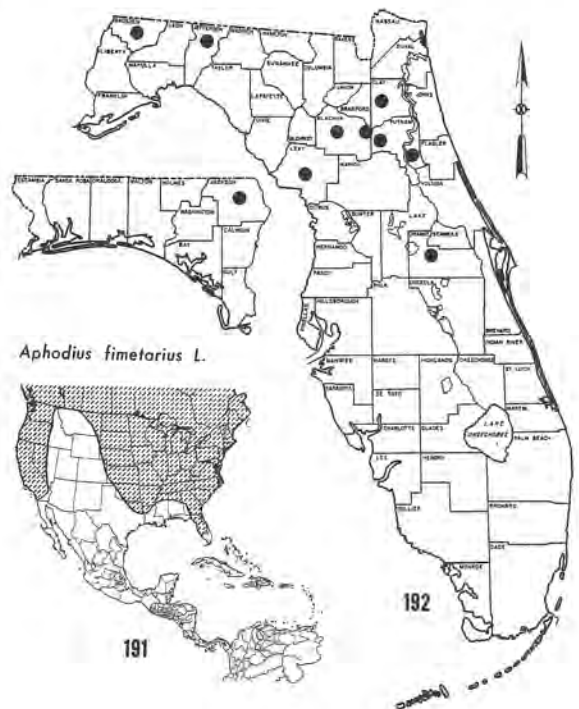 NASSAU
GADSDEN
LEON
JEFFERSON
MADISON
HAMILTON
BAKER
DUVAL
LIBERTY
WAKULLA
TAYLOR
SUWANNEE
COLUMBIA
UNION
BRADFORD
CLAY
ST. JOHNS
FRANKLIN
LAFAYETTE
DIXIE
GILCHRIST
ALACHUA
PUTNAM
FLAGLER
LEVY
MARION
VOLUSIA
ESCAMBIA
SANTA ROSA
OKALOOSA
WALTON
HOLMES
JACKSON
WASHINGTON
BAY
CALHOUN
GULF
CITRUS
SUMTER
LAKE
ORANGE
SEMINOLE
HERNANDO
PASCO
POLK
OSCEOLA
HILLSBOROUGH
PINELLAS
BREVARD
INDIAN RIVER
MANATEE
HARDEE
HIGHLANDS
OKEECHOBEE
ST. LUCIE
SARASOTA
DE SOTO
MARTIN
CHARLOTTE
GLADES
LAKE
OKEECHOBEE
PALM BEACH
LEE
HENDRY
COLLIER
BROWARD
DADE
MONROE
Aphodius fimetarius L.
191
192